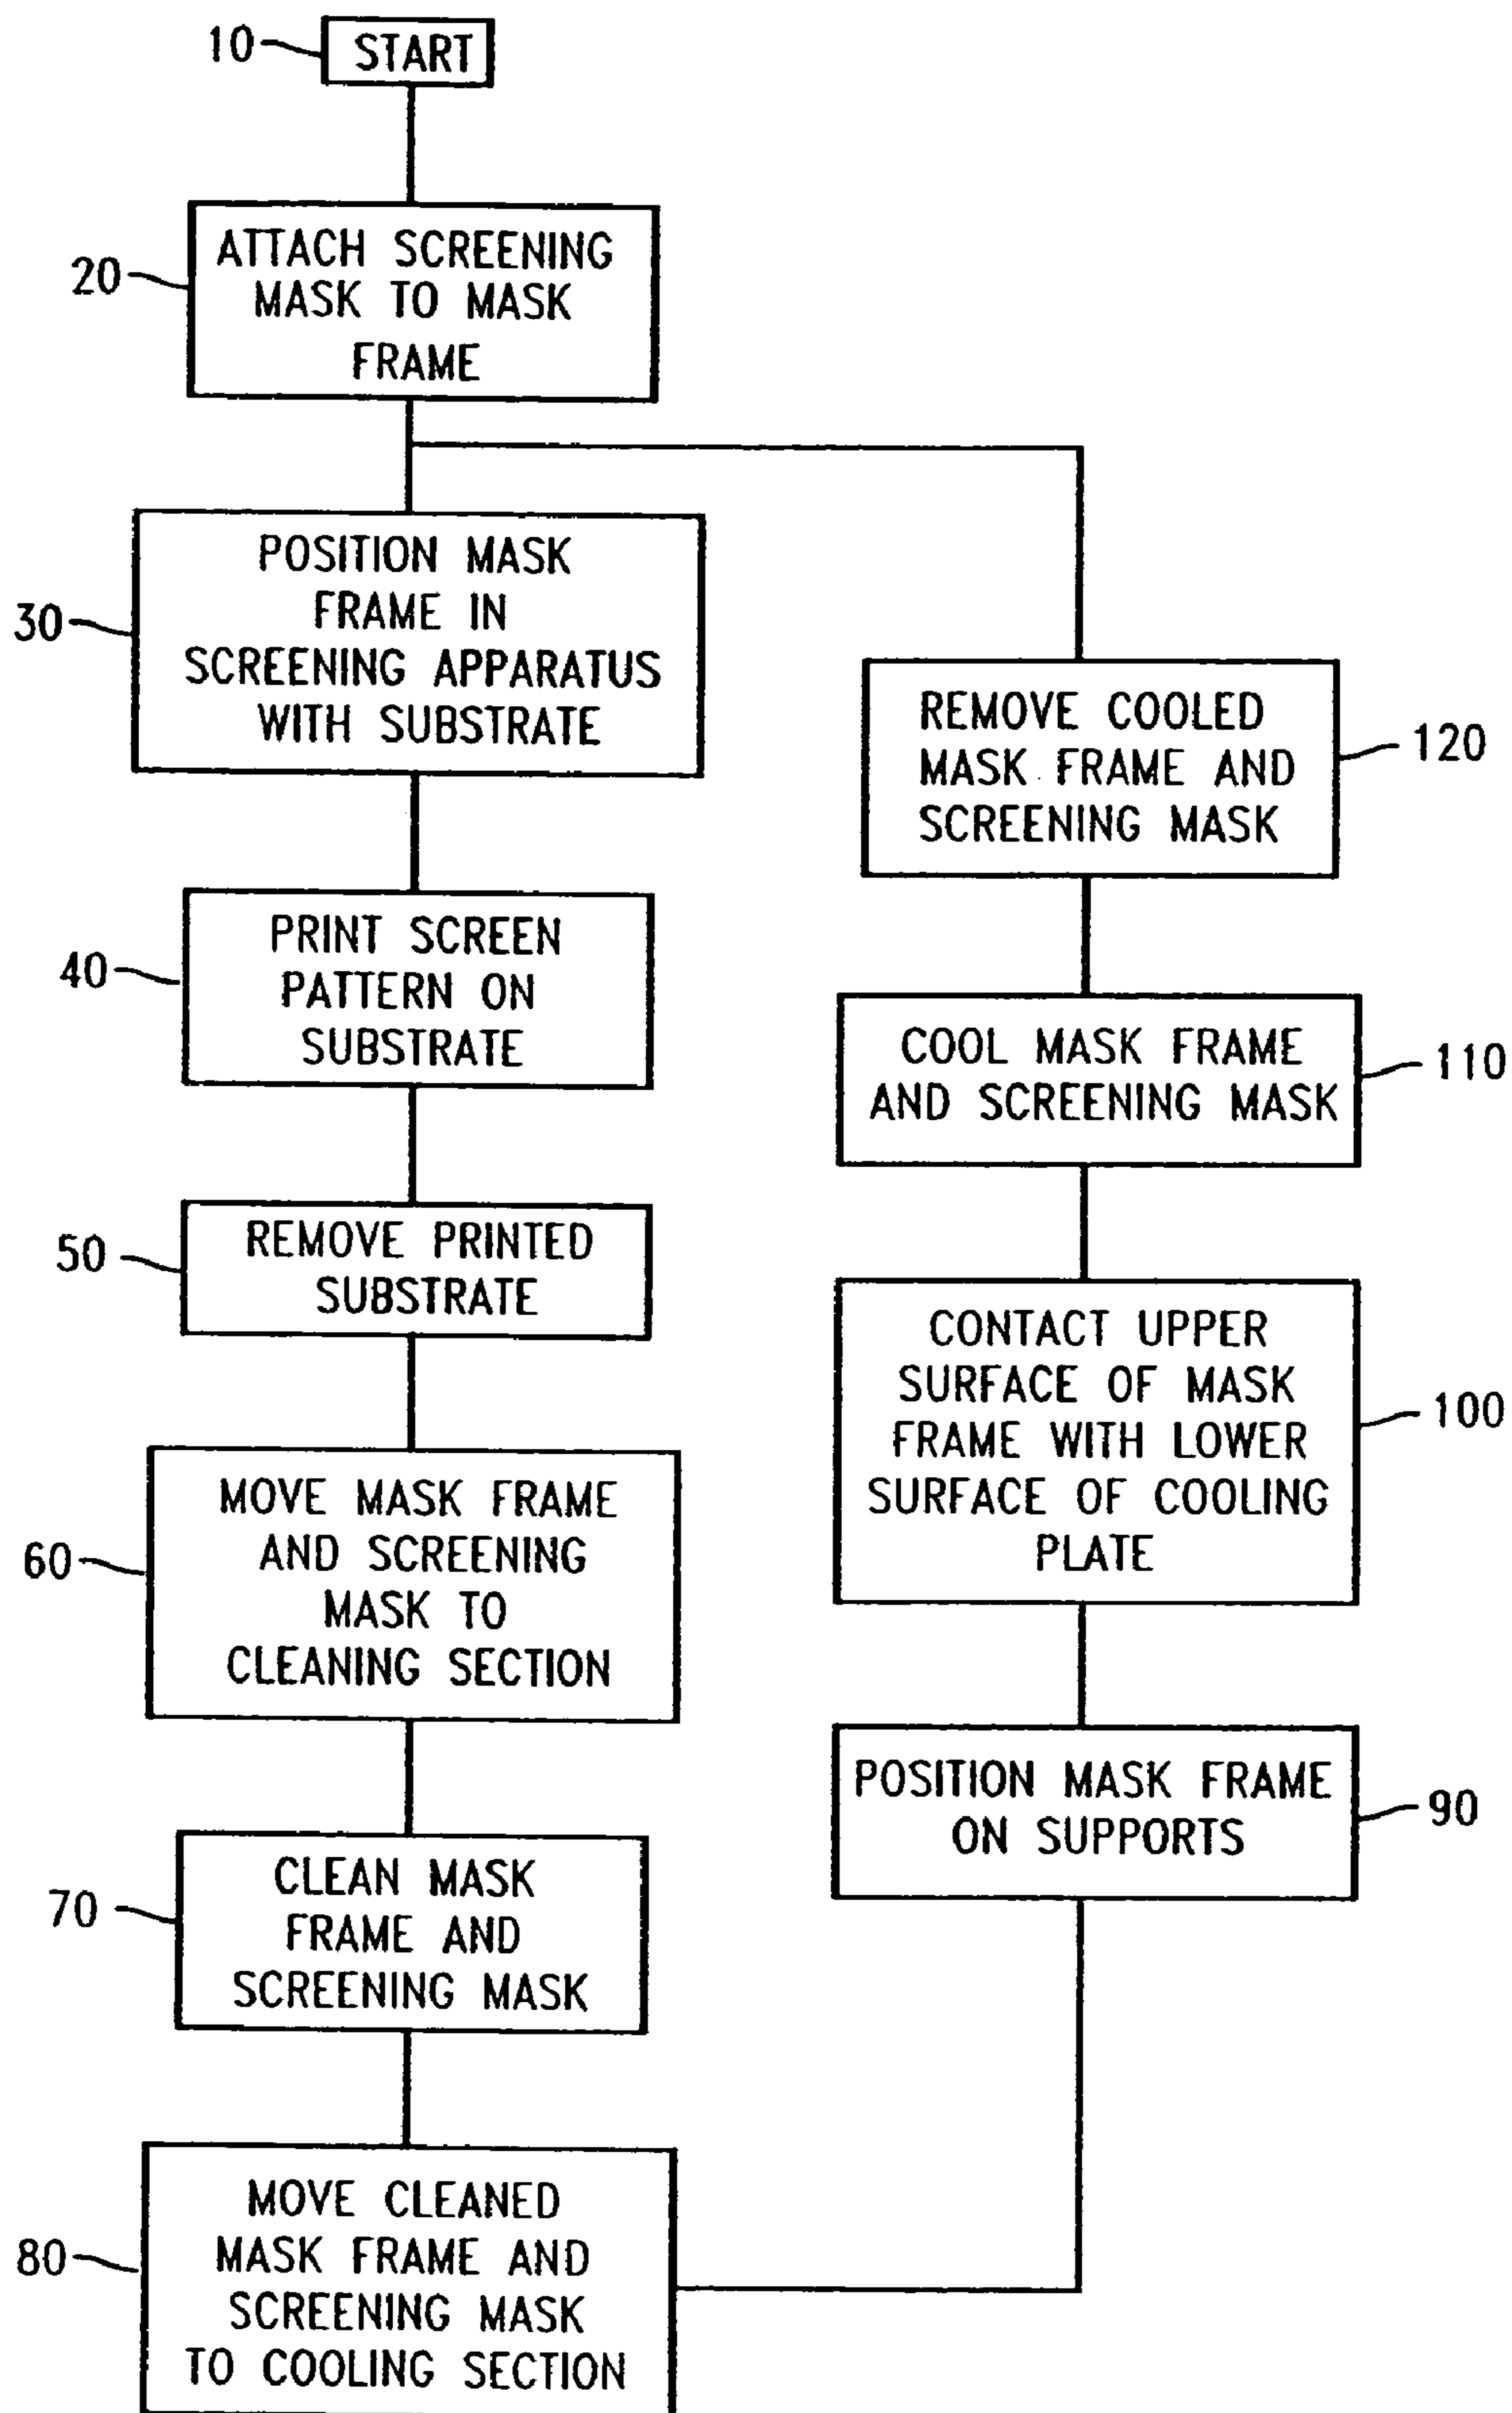 10
START
20
ATTACH SCREENING
MASK TO MASK
FRAME
30
POSITION MASK
FRAME IN
SCREENING APPARATUS
WITH SUBSTRATE
40
PRINT SCREEN
PATTERN ON
SUBSTRATE
50
REMOVE PRINTED
SUBSTRATE
60
MOVE MASK FRAME
AND SCREENING
MASK TO
CLEANING SECTION
70
CLEAN MASK
FRAME AND
SCREENING MASK
80
MOVE CLEANED
MASK FRAME AND
SCREENING MASK
TO COOLING SECTION
REMOVE COOLED
MASK FRAME AND
SCREENING MASK
120
COOL MASK FRAME
AND SCREENING MASK
110
CONTACT UPPER
SURFACE OF MASK
FRAME WITH LOWER
SURFACE OF COOLING
PLATE
100
POSITION MASK FRAME
ON SUPPORTS
90